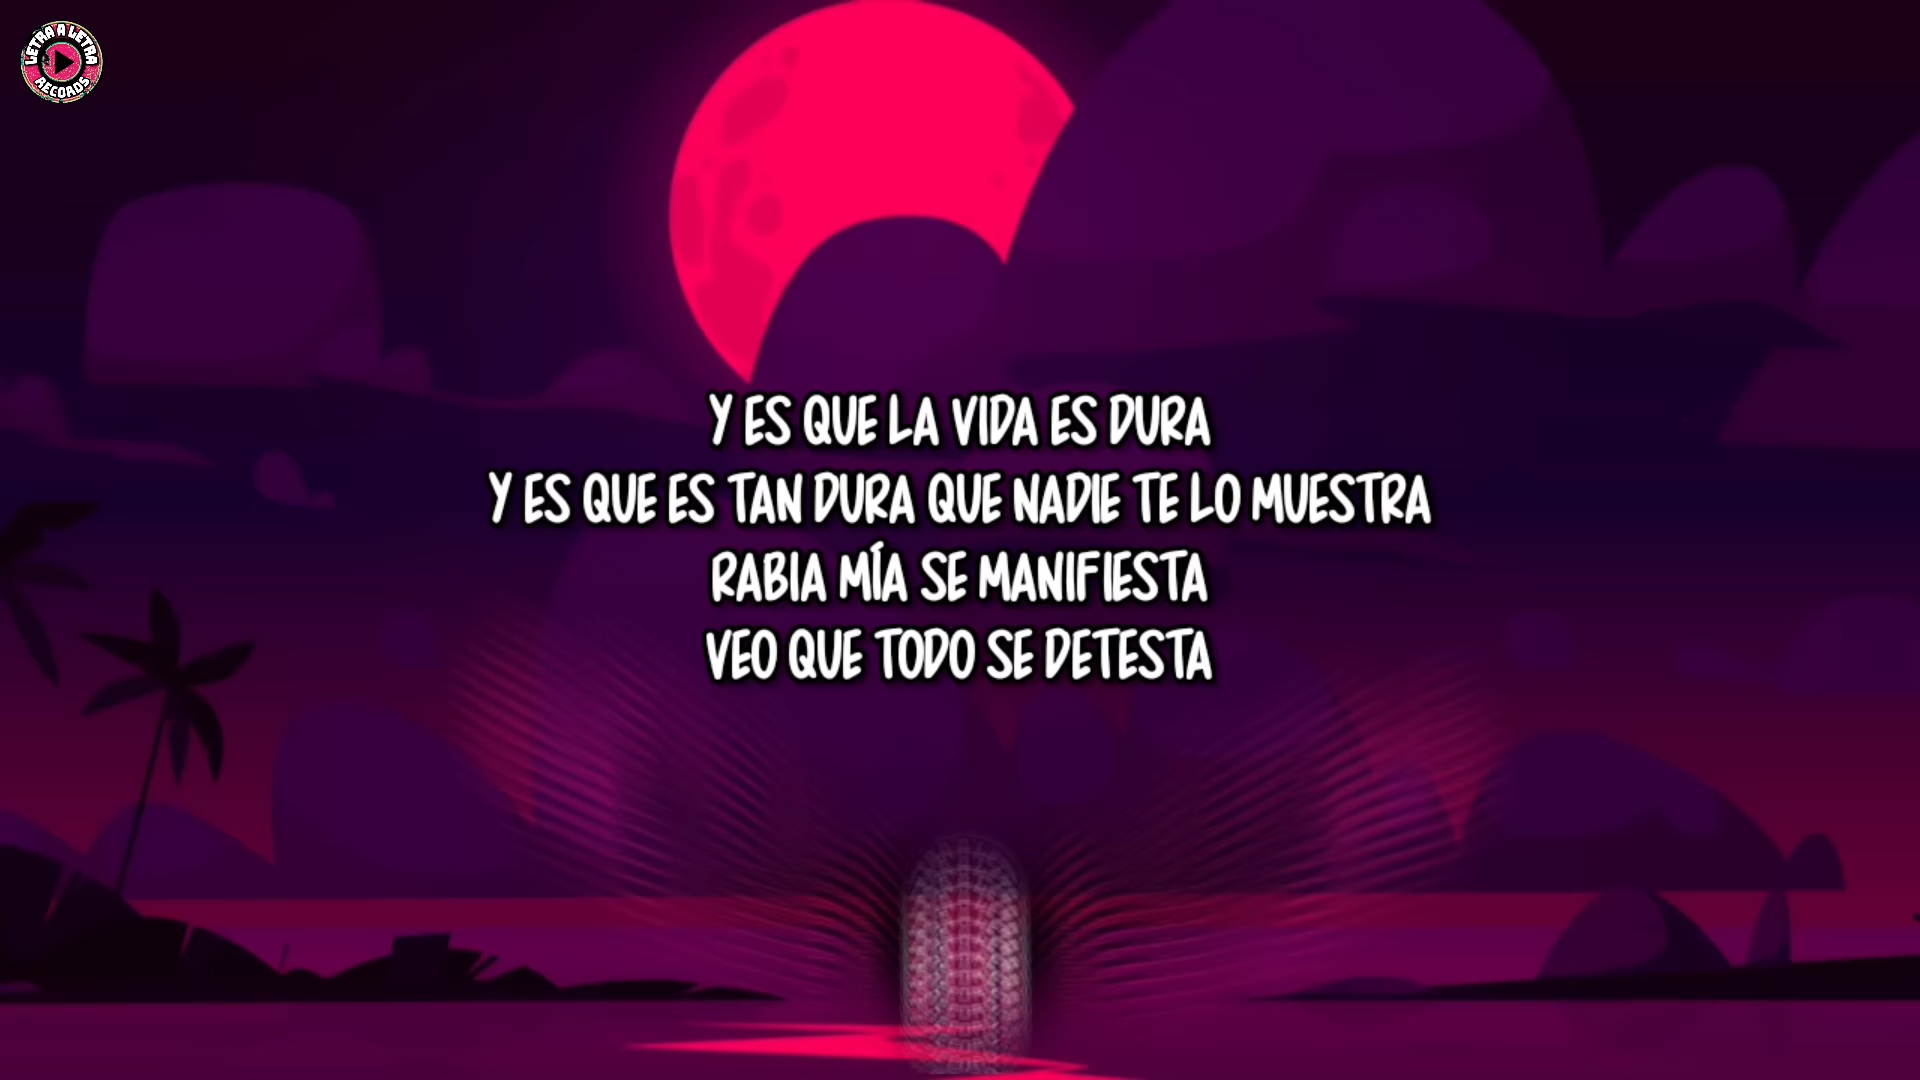 LETRA A LETRA
RECORDS
Y ES QUE LA VIDA ES DURA
Y ES QUE ES TAN DURA QUE NADIE TE LO MUESTRA
RABIA MÍA SE MANIFIESTA
VEO QUE TODO SE DETESTA